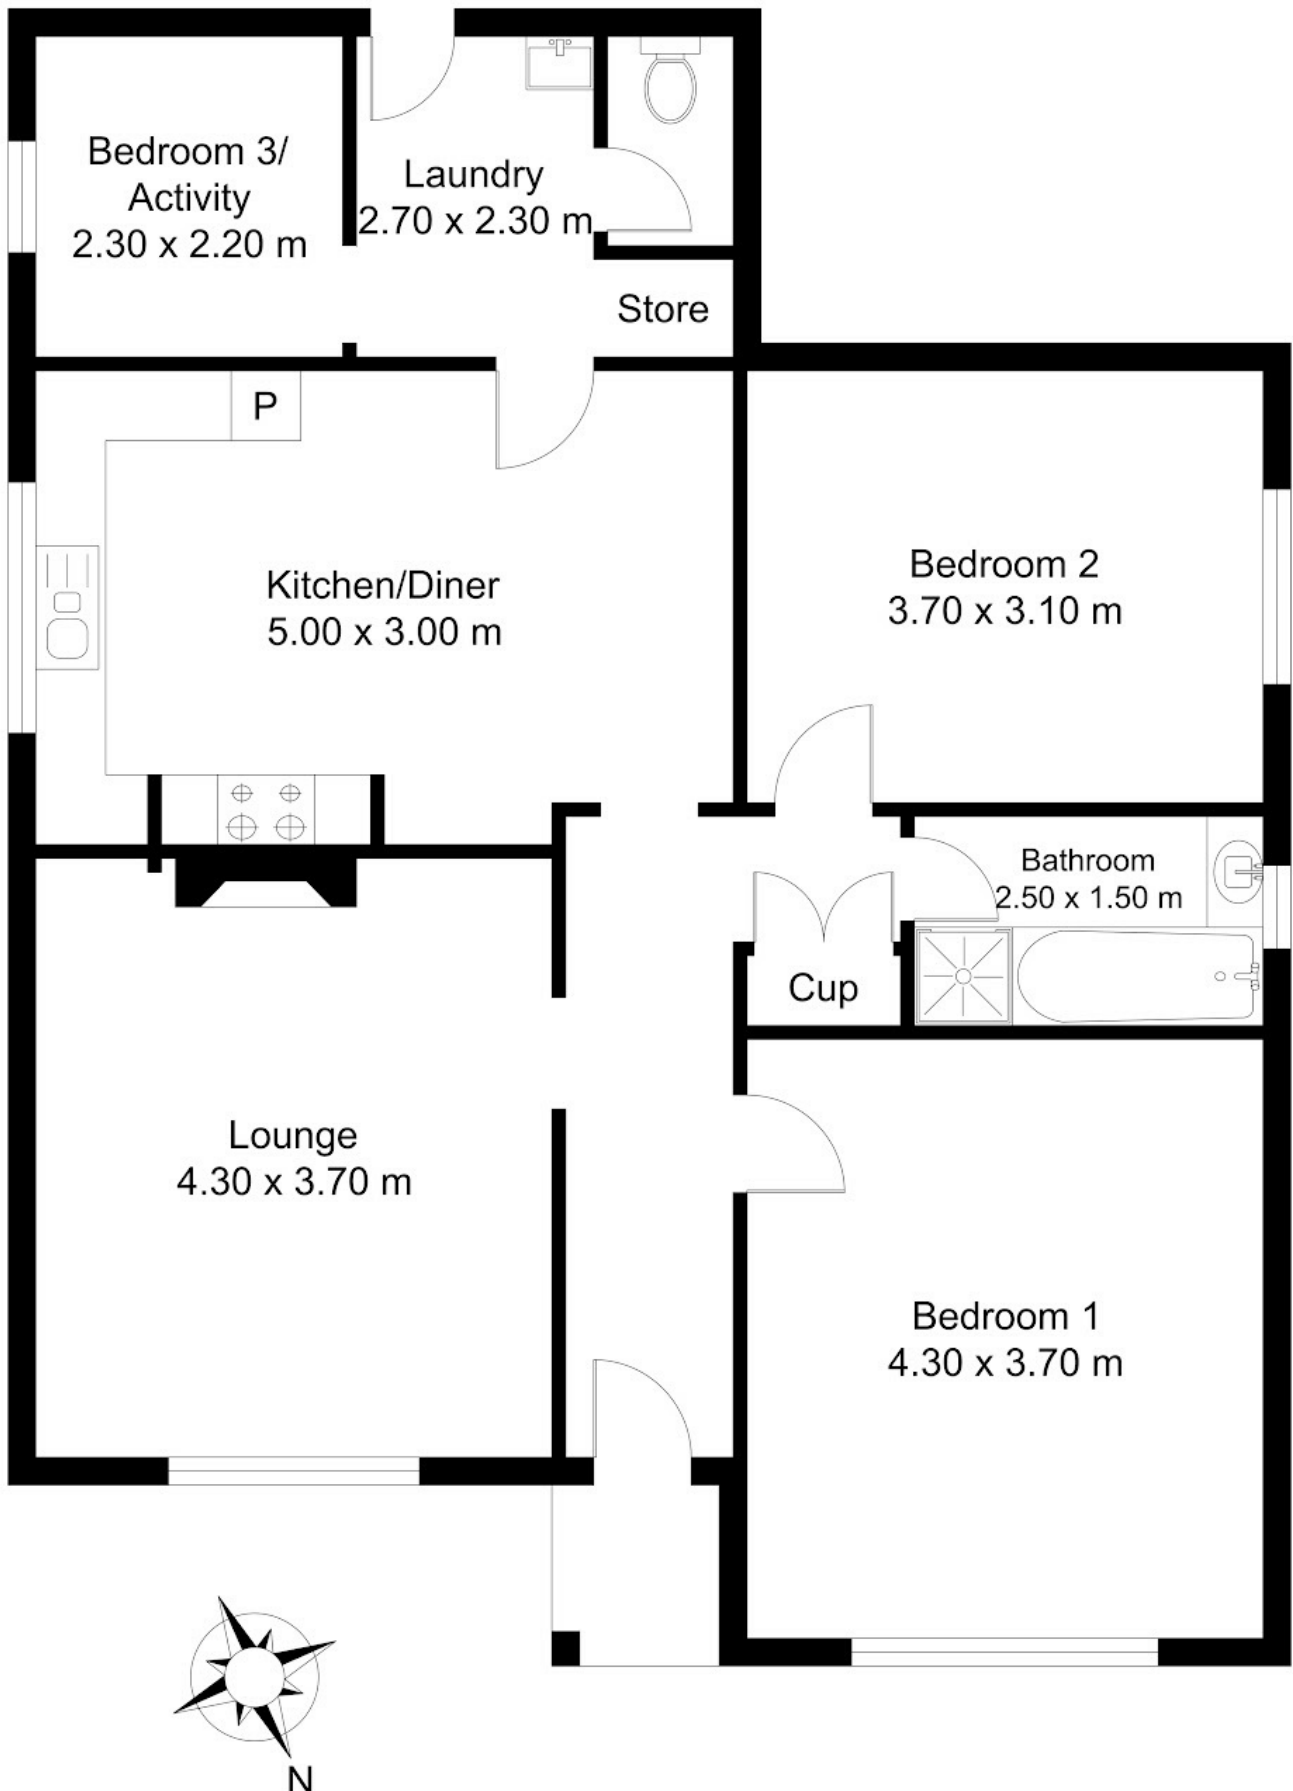 Bedroom 3/
Activity
2.30 x 2.20 m
Laundry
2.70 x 2.30 m
Store
P
Kitchen/Diner
5.00 x 3.00 m
Bedroom 2
3.70 x 3.10 m
Bathroom
2.50 x 1.50 m
Cup
Lounge
4.30 x 3.70 m
Bedroom 1
4.30 x 3.70 m
N